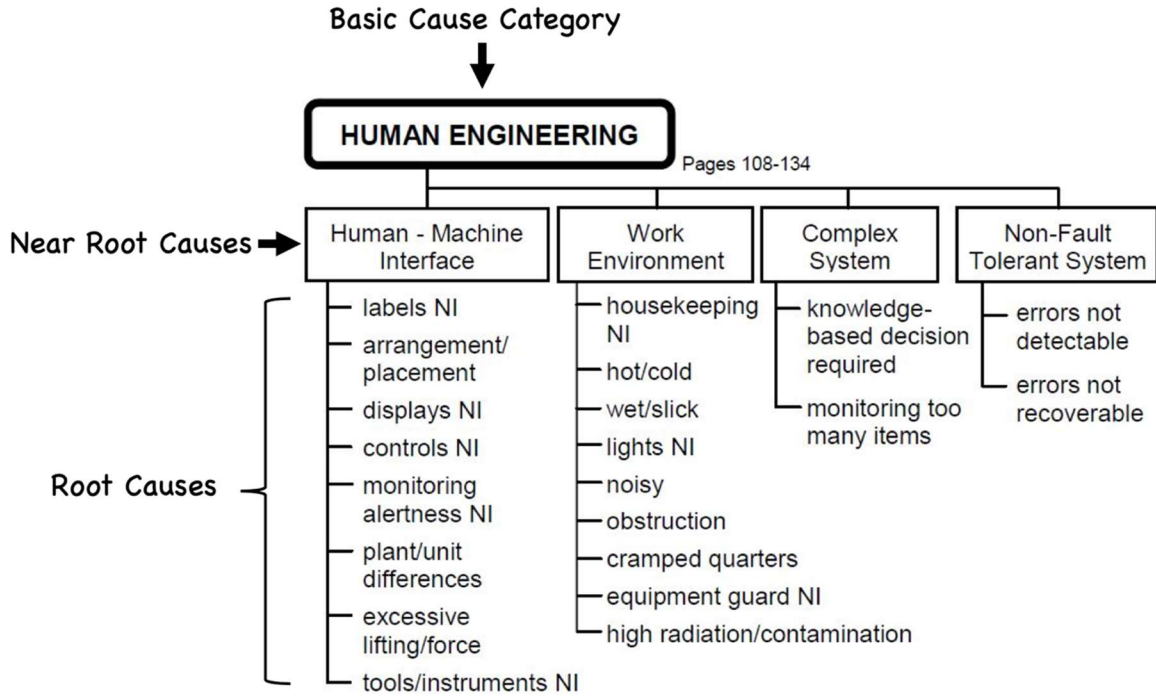 Basic Cause Category
HUMAN ENGINEERING
Pages 108-134
Near Root Causes
Human - Machine
Interface
Work
Environment
Complex
System
Non-Fault
Tolerant System
Root Causes
labels NI
arrangement/
placement
displays NI
controls NI
monitoring
alertness NI
plant/unit
differences
excessive
lifting/force
tools/instruments NI
housekeeping
NI
hot/cold
wet/slick
lights NI
noisy
obstruction
cramped quarters
equipment guard NI
high radiation/contamination
knowledge-
based decision
required
monitoring too
many items
errors not
detectable
errors not
recoverable